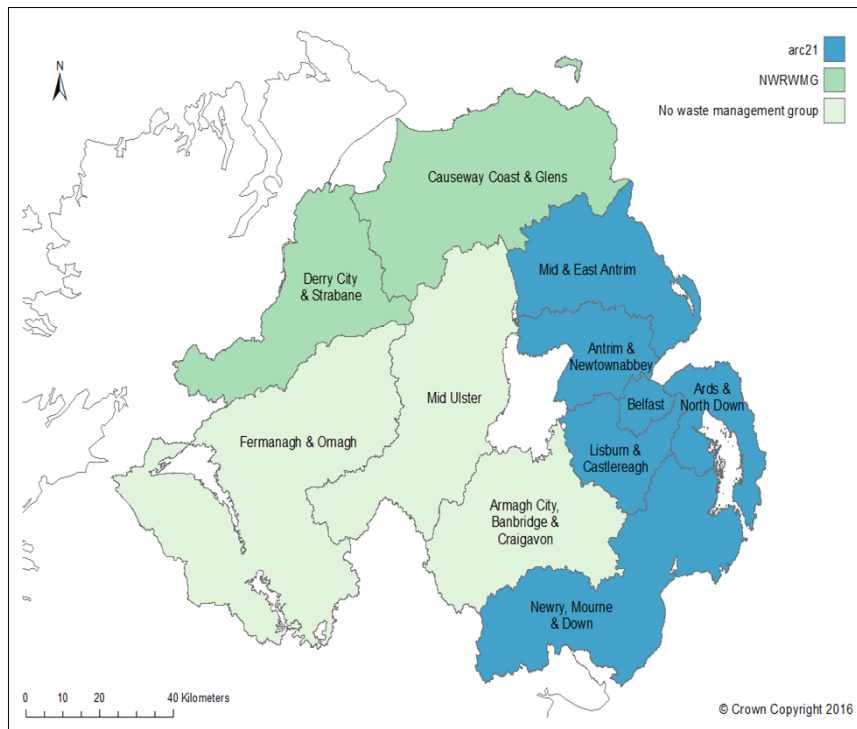 N
arc21
NWRWMG
No waste management group
Causeway Coast & Glens
Derry City
& Strabane
Mid & East Antrim
Antrim &
Newtownabbey
Belfast
Ards &
North Down
Mid Ulster
Fermanagh & Omagh
Lisburn &
Castlereagh
Armagh City,
Banbridge &
Craigavon
Newry, Mourne
& Down
0 10 20 40 Kilometers
© Crown Copyright 2016